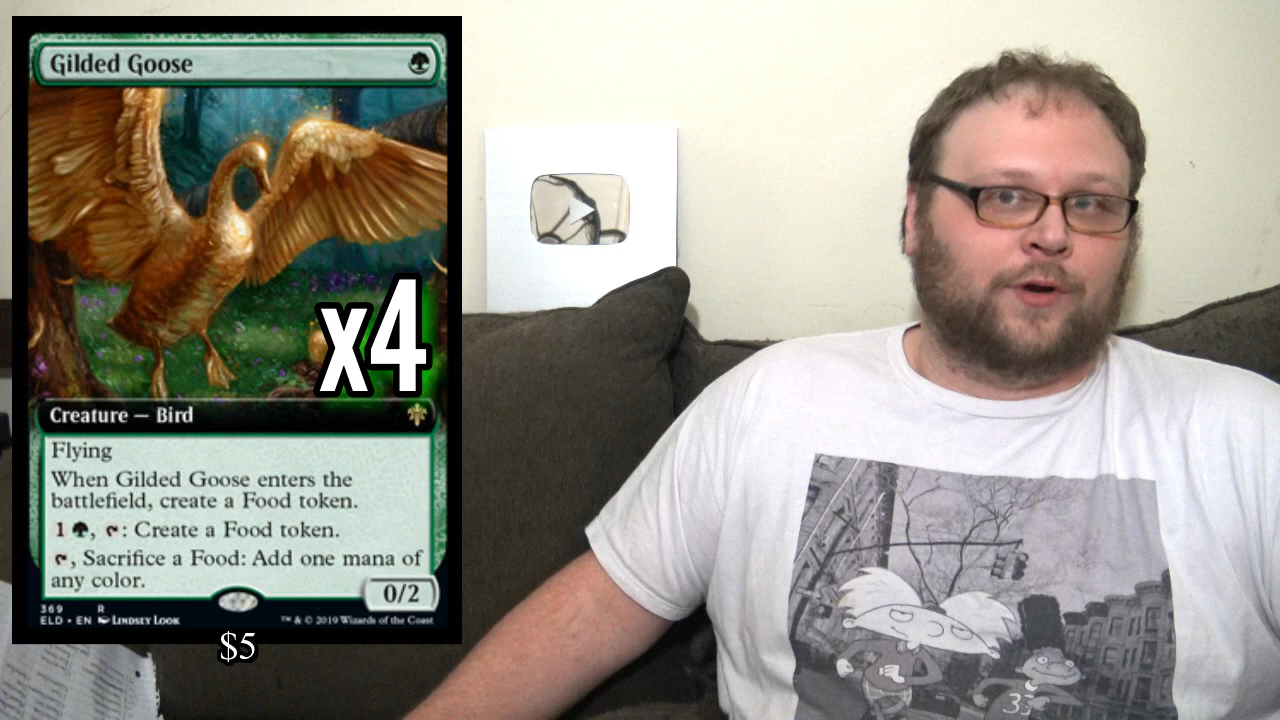 Gilded Goose
x4
Creature — Bird
Flying
When Gilded Goose enters the
battlefield, create a Food token.
1 , : Create a Food token.
, Sacrifice a Food: Add one mana of
any color.
0/2
369 R
ELD • EN LINDSEY LOOK ™ & © 2019 Wizards of the Coast
$5
33